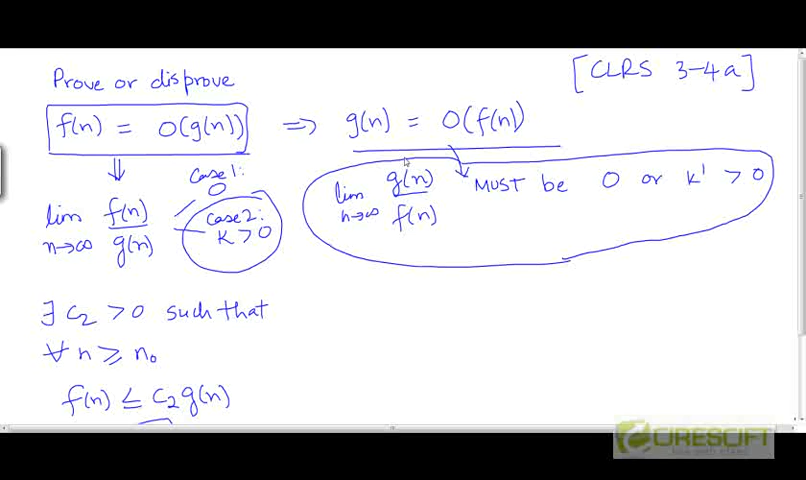 [CLRS 3-4a]
Prove or disprove
f(n) = O(g(n)) ⇒ g(n) = O(f(n))
⇓
Case 1: 0
lim n→∞ f(n)/g(n)
Case 2: K > 0
lim n→∞ g(n)/f(n) MUST be 0 or k' > 0
∃ c₂ > 0 such that
∀ n ≥ n₀
f(n) ≤ c₂g(n)
CIRESOFT